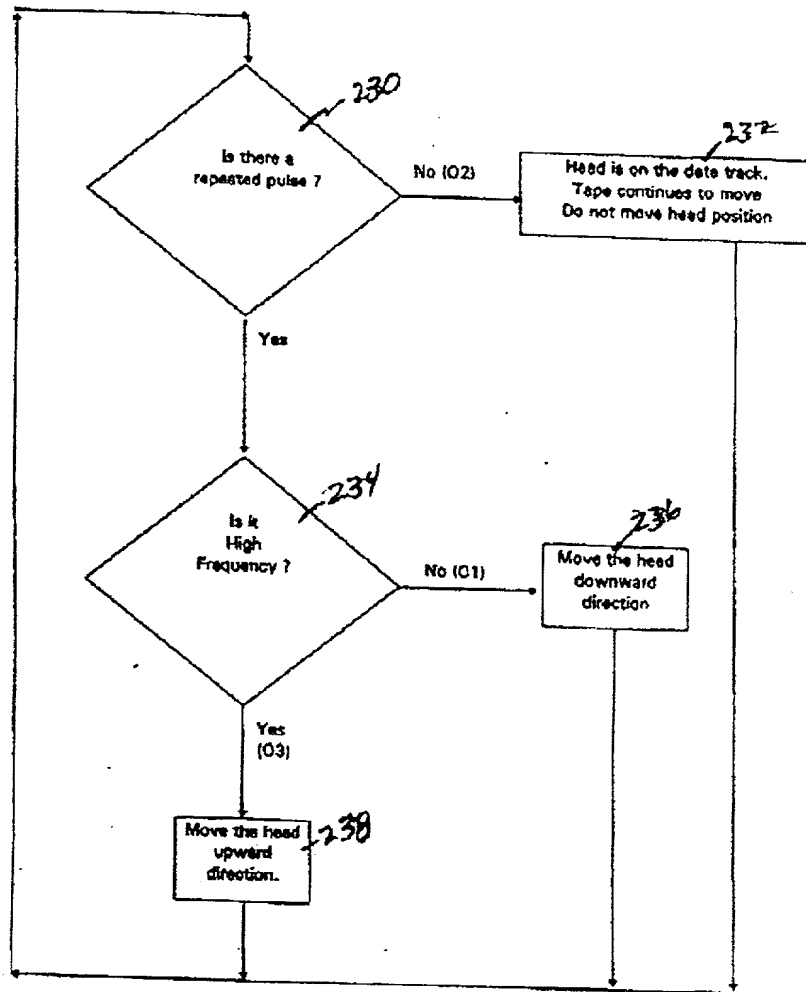 230
Is there a
repeated pulse ?
No (O2)
232
Head is on the data track.
Tape continues to move
Do not move head position
Yes
234
Is it
High
Frequency ?
No (O1)
236
Move the head
downward
direction
Yes
(O3)
Move the head
upward
direction.
238